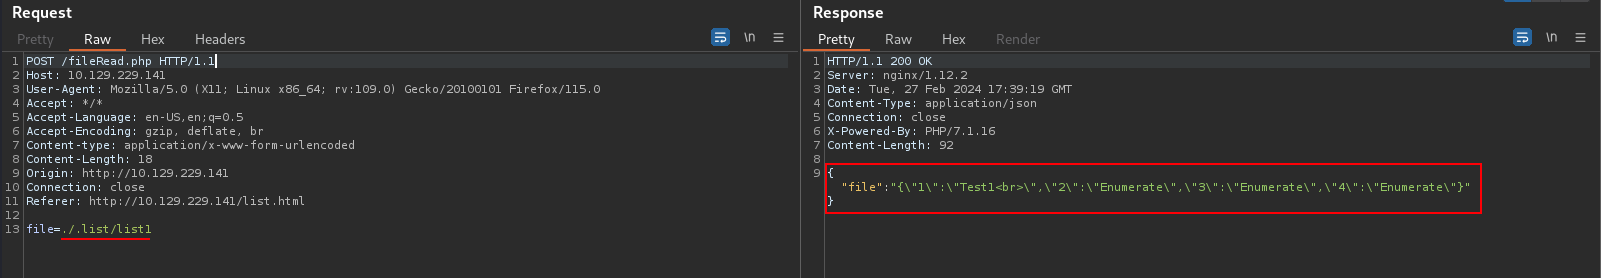 Request
Pretty Raw Hex Headers
\n
1 POST /fileRead.php HTTP/1.1
2 Host: 10.129.229.141
3 User-Agent: Mozilla/5.0 (X11; Linux x86_64; rv:109.0) Gecko/20100101 Firefox/115.0
4 Accept: */*
5 Accept-Language: en-US,en;q=0.5
6 Accept-Encoding: gzip, deflate, br
7 Content-type: application/x-www-form-urlencoded
8 Content-Length: 18
9 Origin: http://10.129.229.141
10 Connection: close
11 Referer: http://10.129.229.141/list.html
12
13 file=./.list/list1
Response
Pretty Raw Hex Render
\n
1 HTTP/1.1 200 OK
2 Server: nginx/1.12.2
3 Date: Tue, 27 Feb 2024 17:39:19 GMT
4 Content-Type: application/json
5 Connection: close
6 X-Powered-By: PHP/7.1.16
7 Content-Length: 92
8
9 {
"file":"{\"1\":\"Test1<br>\",\"2\":\"Enumerate\",\"3\":\"Enumerate\",\"4\":\"Enumerate\"}"
}